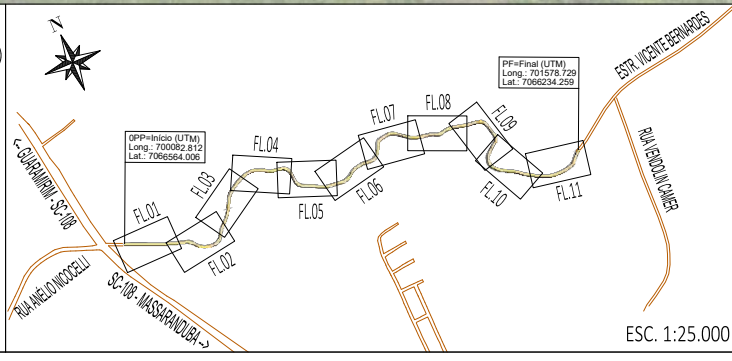 N
PF=Final (UTM)
Long.: 701578.729
Lat.: 7066234.259
ESTR. VICENTE BERNARDES
0PP=Início (UTM)
Long.: 700082.812
Lat.: 7066564.006
<- GUARAMIRIM - SC-108
FL.01
FL.02
FL.03
FL.04
FL.05
FL.06
FL.07
FL.08
FL.09
FL.10
FL.11
RUA VENDOLIN CAMER
RUA ANÉLIO NICOCELLI
SC-108 - MASSARANDUBA ->
ESC. 1:25.000